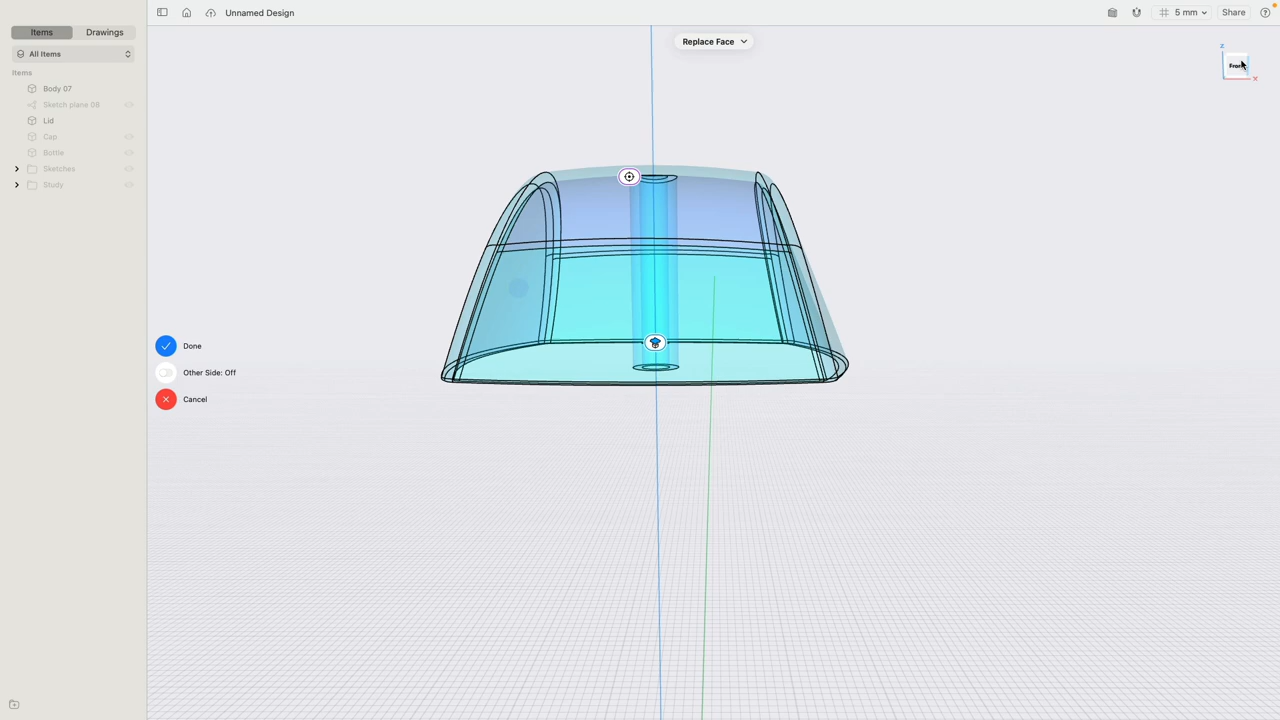 Unnamed Design
5 mm
Share
Items
Drawings
All Items
Items
Body 07
Sketch plane 08
Lid
Cap
Bottle
Sketches
Study
Replace Face
Z
Front
X
Done
Other Side: Off
Cancel